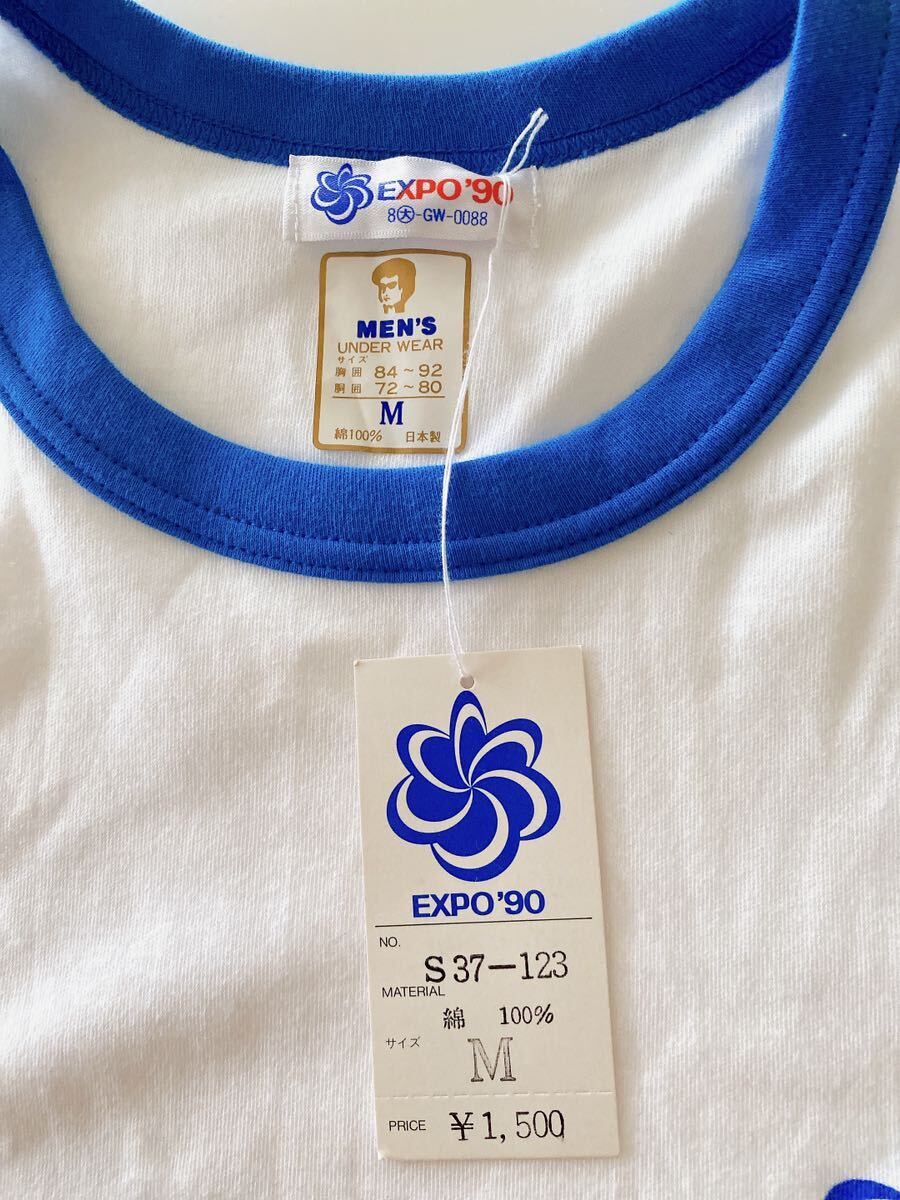 EXPO'90
8㊅-GW-0088
MEN'S
UNDER WEAR
サイズ
胸囲 84~92
胴囲 72~80
M
綿100% 日本製
EXPO'90
NO.
S37-123
MATERIAL
綿 100%
サイズ
M
PRICE ¥1,500